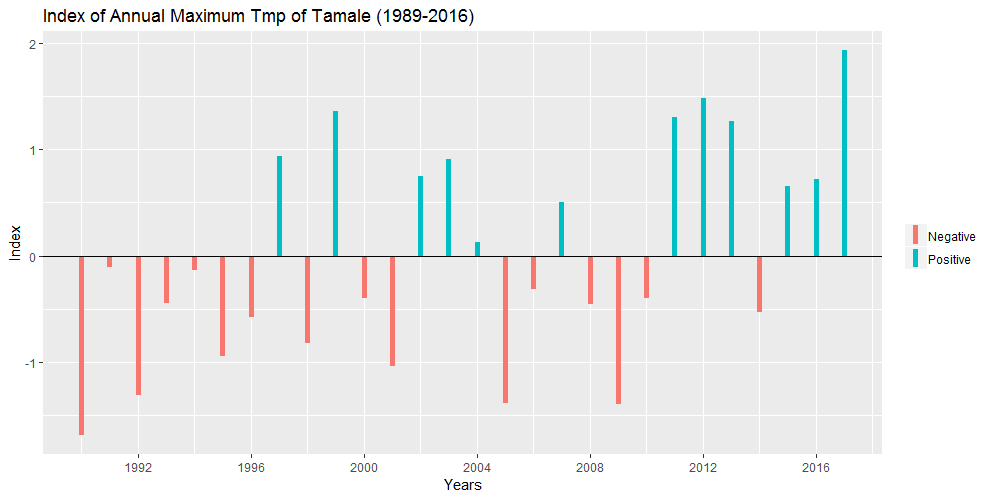 Index of Annual Maximum Tmp of Tamale (1989-2016)
2
1
0
-1
Index
1992 1996 2000 2004 2008 2012 2016
Years
Negative
Positive